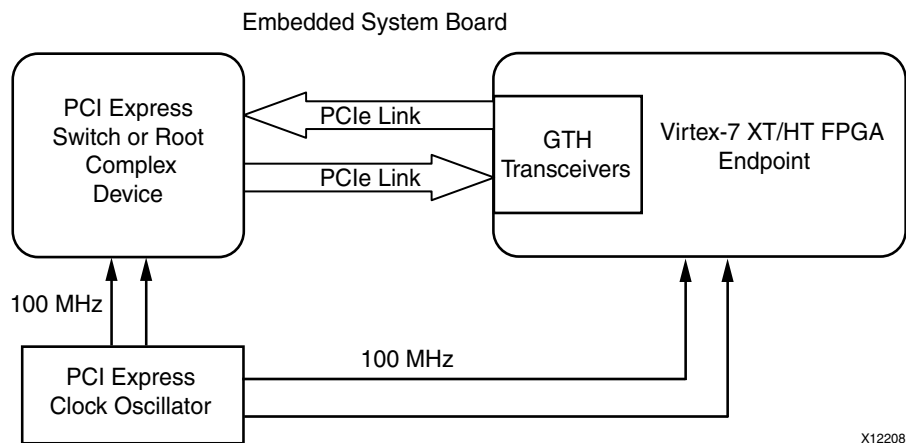 Embedded System Board
PCI Express
Switch or Root
Complex
Device
PCIe Link
PCIe Link
GTH
Transceivers
Virtex-7 XT/HT FPGA
Endpoint
100 MHz
PCI Express
Clock Oscillator
100 MHz
X12208